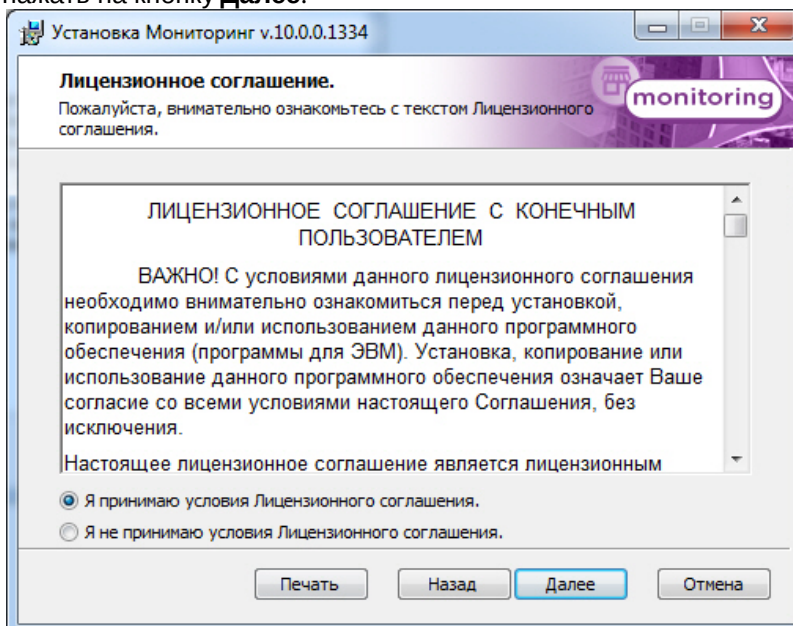 нажать на кнопку Далее.
Установка Мониторинг v.10.0.0.1334
Лицензионное соглашение.
Пожалуйста, внимательно ознакомьтесь с текстом Лицензионного
соглашения.
monitoring
ЛИЦЕНЗИОННОЕ СОГЛАШЕНИЕ С КОНЕЧНЫМ
ПОЛЬЗОВАТЕЛЕМ
ВАЖНО! С условиями данного лицензионного соглашения
необходимо внимательно ознакомиться перед установкой,
копированием и/или использованием данного программного
обеспечения (программы для ЭВМ). Установка, копирование или
использование данного программного обеспечения означает Ваше
согласие со всеми условиями настоящего Соглашения, без
исключения.
Настоящее лицензионное соглашение является лицензионным
Я принимаю условия Лицензионного соглашения.
Я не принимаю условия Лицензионного соглашения.
Печать Назад Далее Отмена